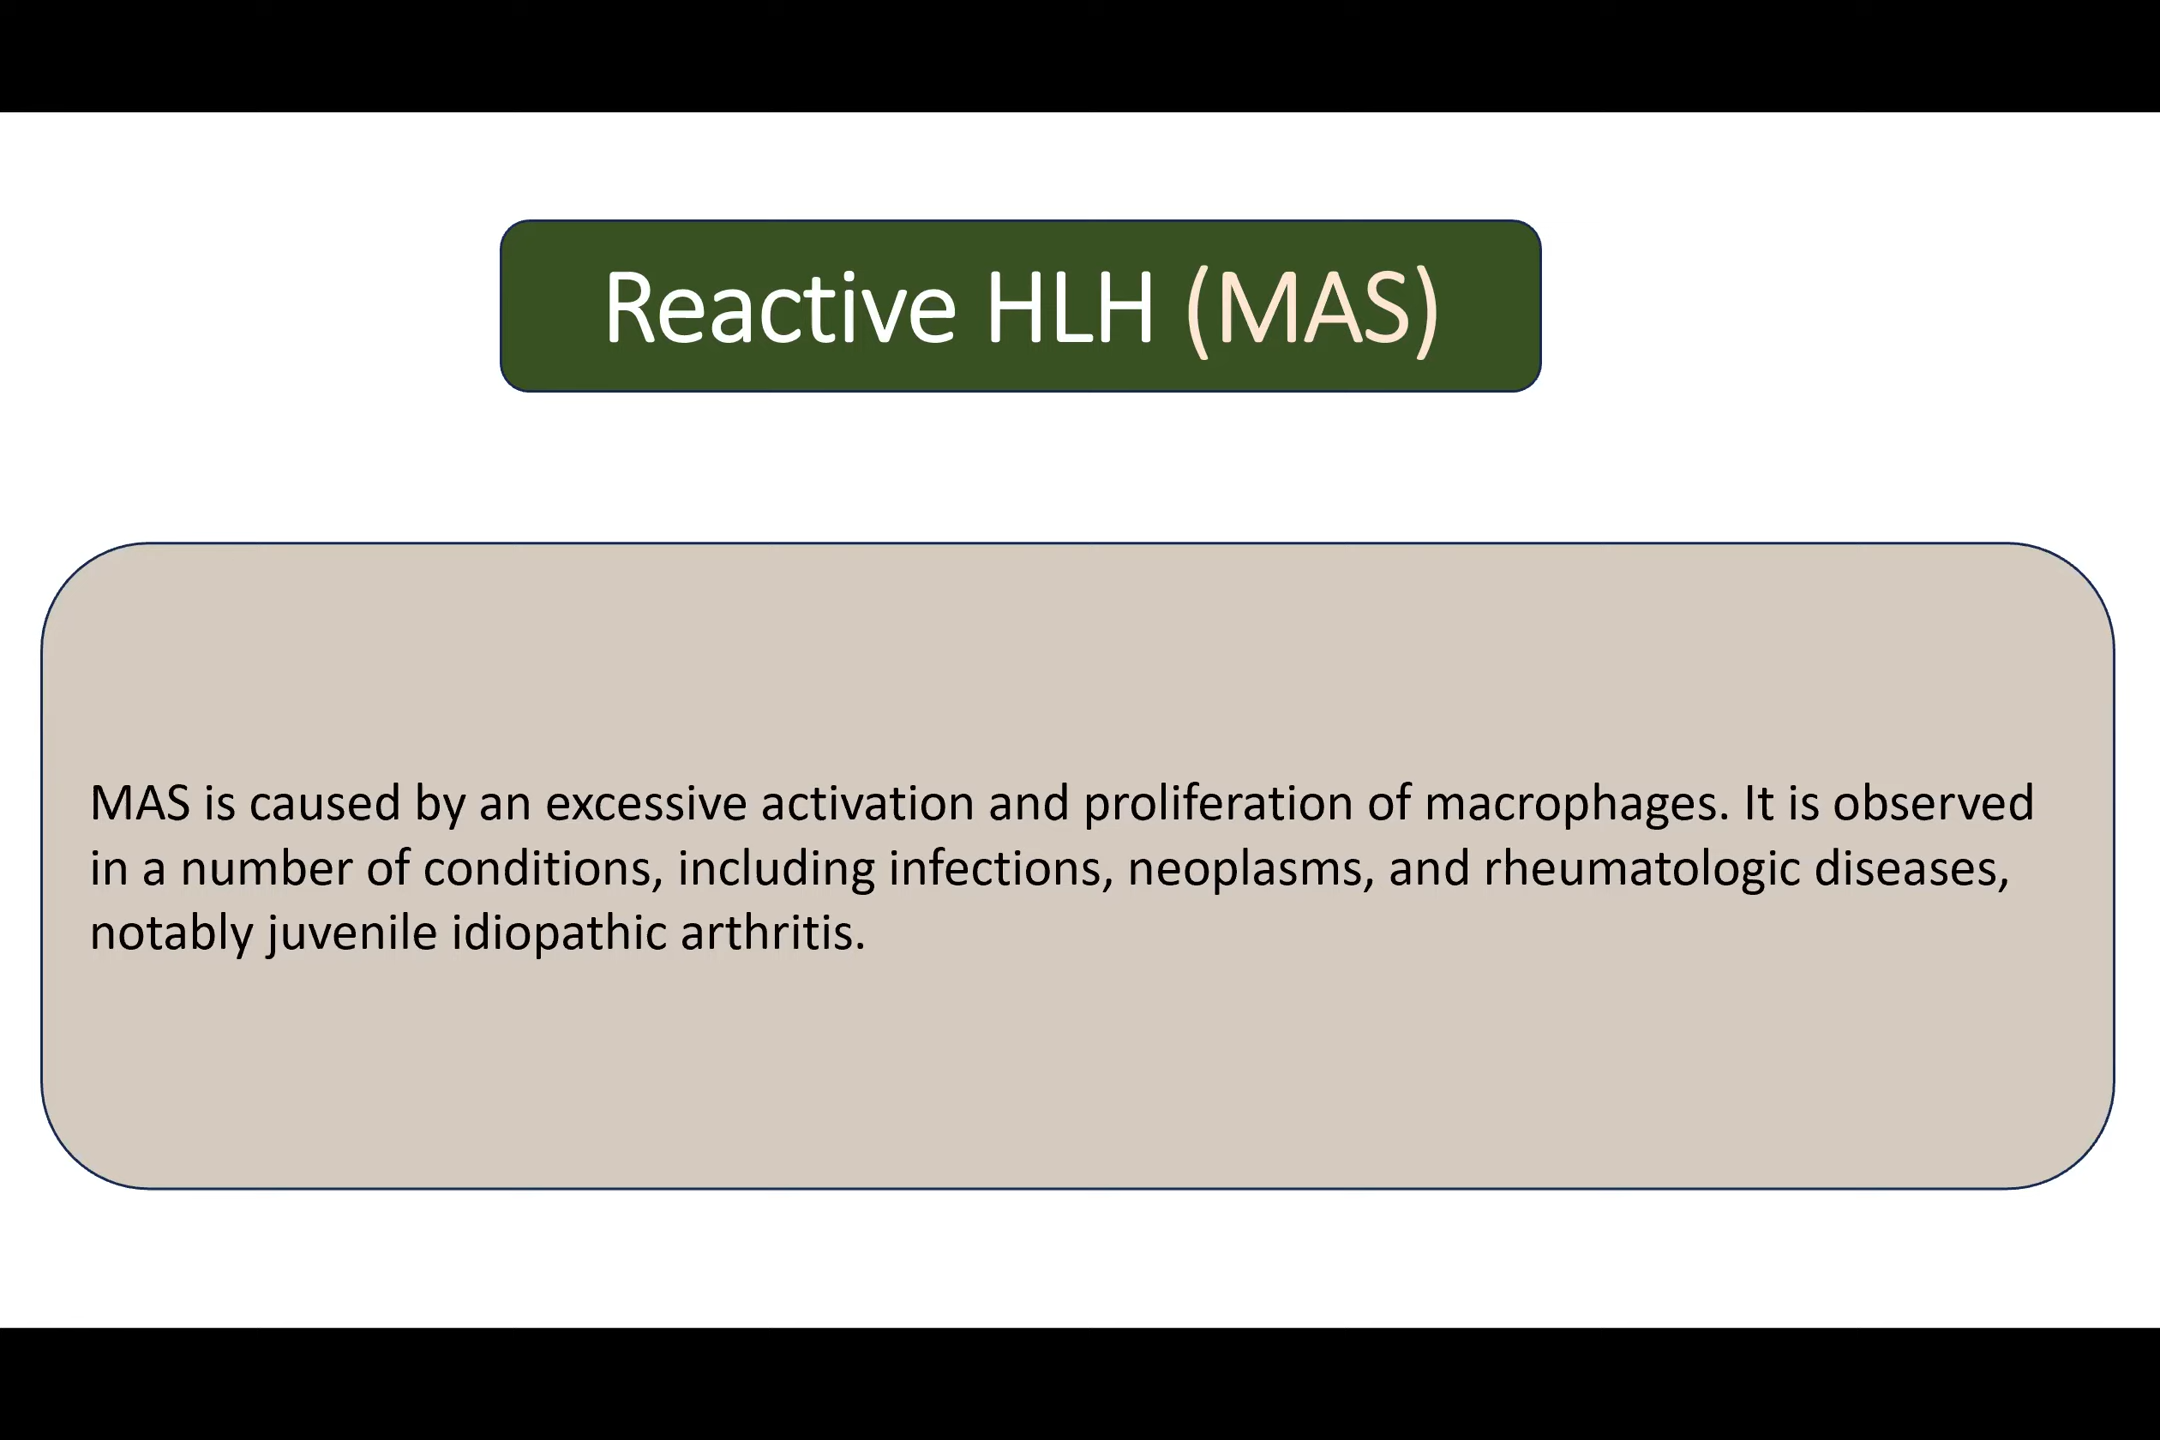 Reactive HLH (MAS)
MAS is caused by an excessive activation and proliferation of macrophages. It is observed
in a number of conditions, including infections, neoplasms, and rheumatologic diseases,
notably juvenile idiopathic arthritis.